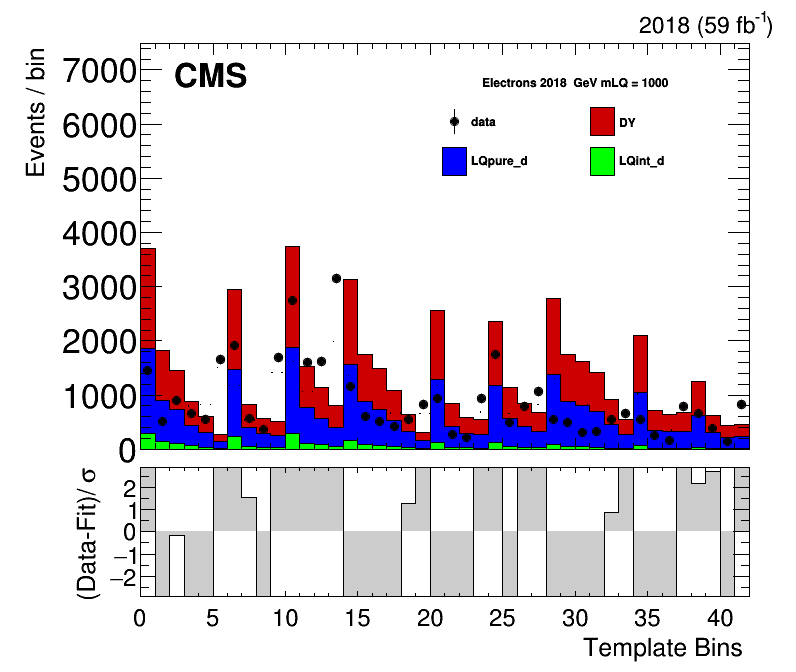 2018 (59 fb-1)
CMS
Electrons 2018 GeV mLQ = 1000
data
DY
LQpure_d
LQint_d
Events / bin
7000
6000
5000
4000
3000
2000
1000
0
(Data-Fit)/ σ
2
1
0
−1
−2
0 5 10 15 20 25 30 35 40
Template Bins